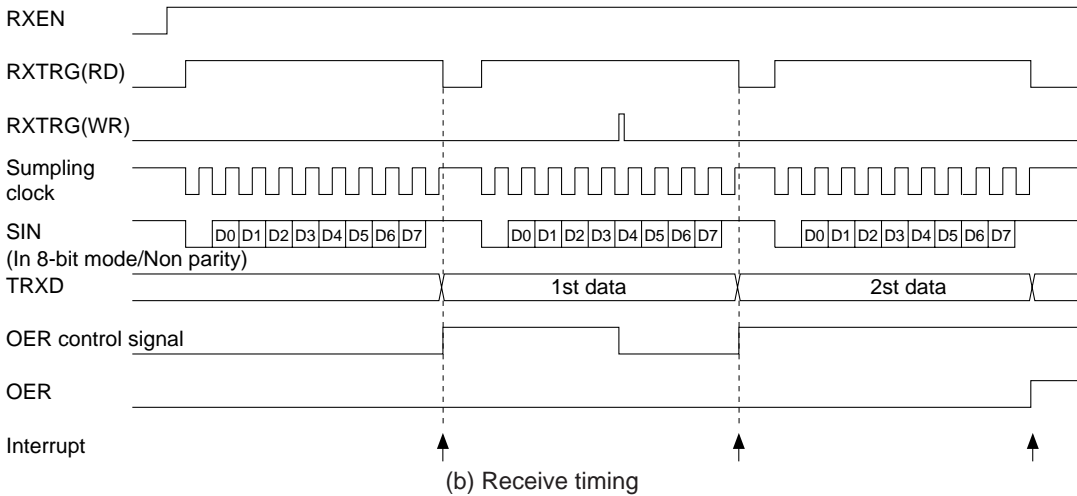 RXEN
RXTRG(RD)
RXTRG(WR)
Sumpling
clock
SIN
D0 D1 D2 D3 D4 D5 D6 D7 D0 D1 D2 D3 D4 D5 D6 D7 D0 D1 D2 D3 D4 D5 D6 D7
(In 8-bit mode/Non parity)
TRXD 1st data 2st data
OER control signal
OER
Interrupt
(b) Receive timing